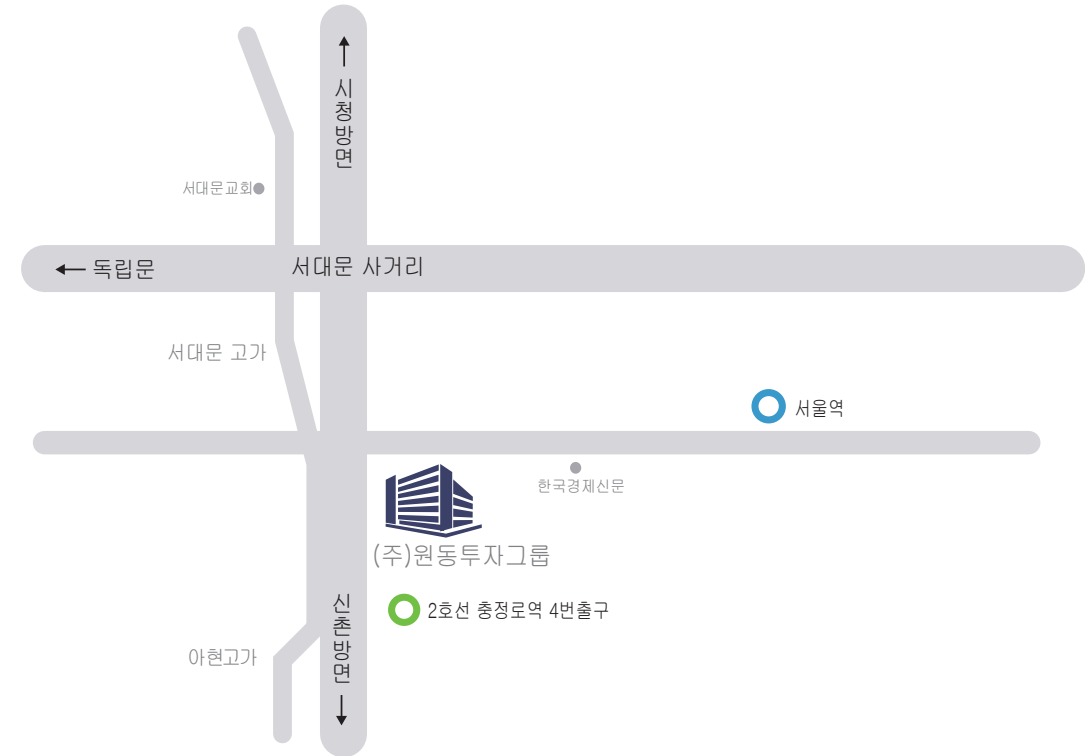 시청방면
서대문교회
독립문
서대문 사거리
서대문 고가
서울역
한국경제신문
(주)원동투자그룹
신촌방면
2호선 충정로역 4번출구
아현고가